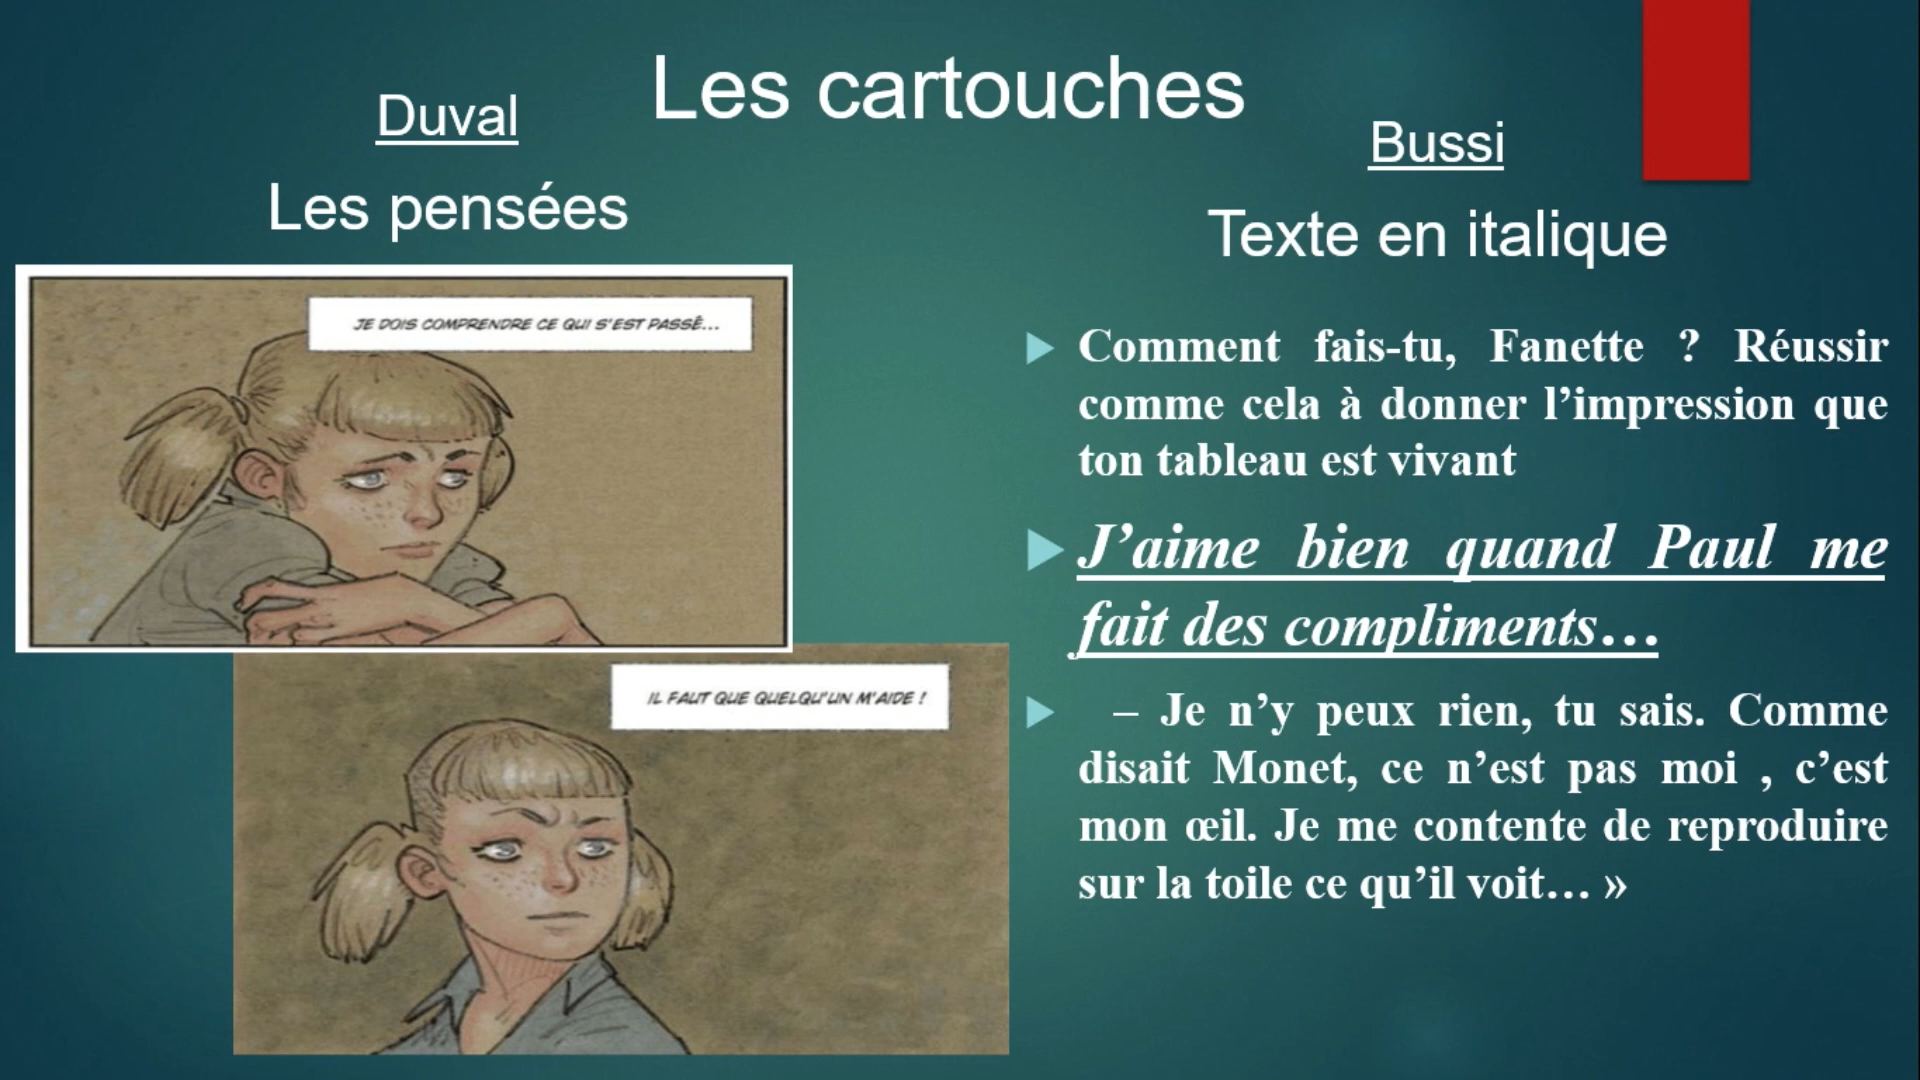 Les cartouches
Duval
Les pensées
JE DOIS COMPRENDRE CE QUI S'EST PASSÉ...
IL FAUT QUE QUELQU'UN M'AIDE !
Bussi
Texte en italique
Comment fais-tu, Fanette ? Réussir
comme cela à donner l’impression que
ton tableau est vivant
J’aime bien quand Paul me
fait des compliments…
– Je n’y peux rien, tu sais. Comme
disait Monet, ce n’est pas moi , c’est
mon œil. Je me contente de reproduire
sur la toile ce qu’il voit… »